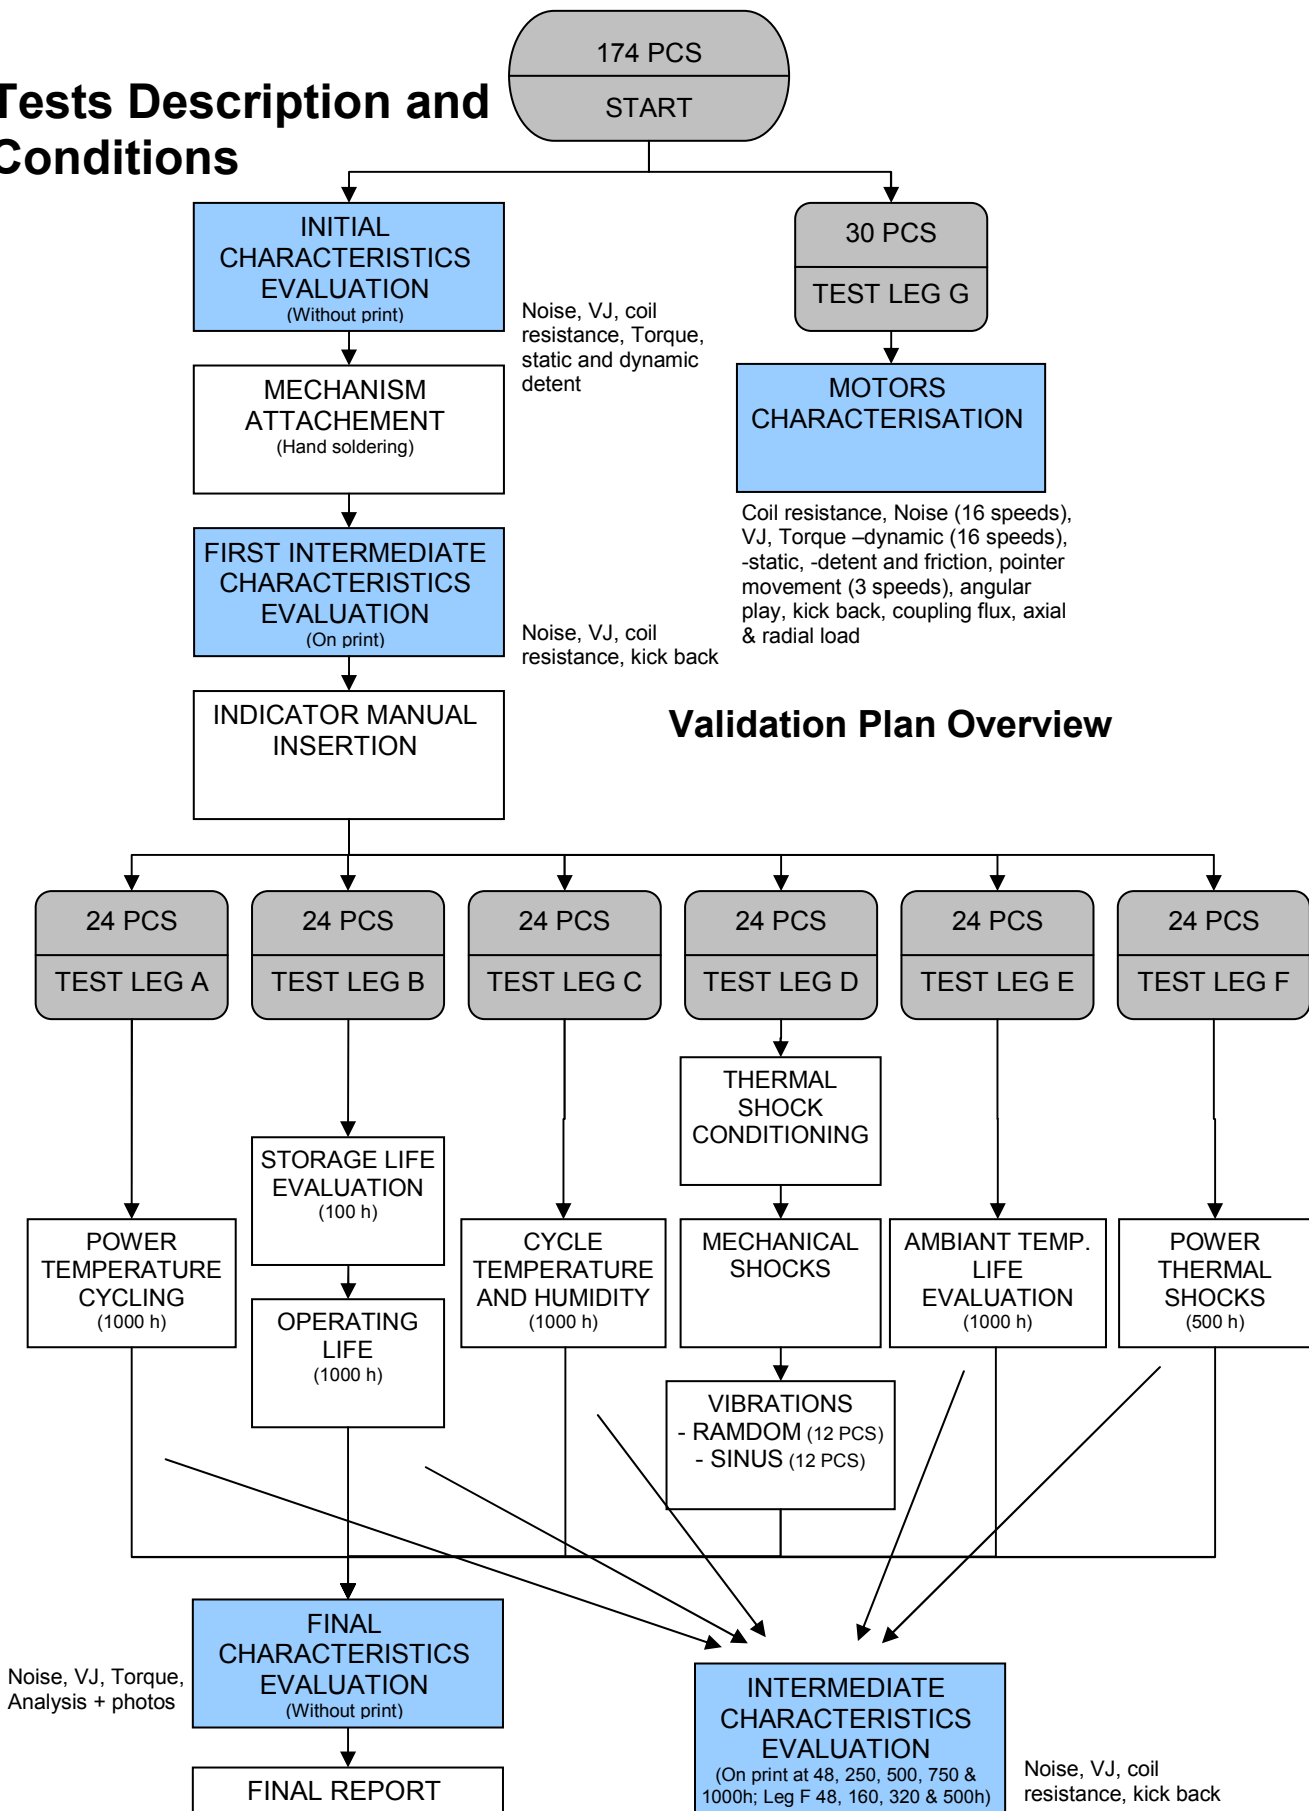 174 PCS
START
Tests Description and
Conditions
INITIAL
CHARACTERISTICS
EVALUATION
(Without print)
Noise, VJ, coil
resistance, Torque,
static and dynamic
detent
30 PCS
TEST LEG G
MECHANISM
ATTACHEMENT
(Hand soldering)
MOTORS
CHARACTERISATION
Coil resistance, Noise (16 speeds),
VJ, Torque –dynamic (16 speeds),
-static, -detent and friction, pointer
movement (3 speeds), angular
play, kick back, coupling flux, axial
& radial load
FIRST INTERMEDIATE
CHARACTERISTICS
EVALUATION
(On print)
Noise, VJ, coil
resistance, kick back
INDICATOR MANUAL
INSERTION
Validation Plan Overview
24 PCS
TEST LEG A
24 PCS
TEST LEG B
24 PCS
TEST LEG C
24 PCS
TEST LEG D
24 PCS
TEST LEG E
24 PCS
TEST LEG F
THERMAL
SHOCK
CONDITIONING
STORAGE LIFE
EVALUATION
(100 h)
POWER
TEMPERATURE
CYCLING
(1000 h)
OPERATING
LIFE
(1000 h)
CYCLE
TEMPERATURE
AND HUMIDITY
(1000 h)
MECHANICAL
SHOCKS
AMBIANT TEMP.
LIFE
EVALUATION
(1000 h)
POWER
THERMAL
SHOCKS
(500 h)
VIBRATIONS
- RAMDOM (12 PCS)
- SINUS (12 PCS)
FINAL
CHARACTERISTICS
EVALUATION
(Without print)
Noise, VJ, Torque,
Analysis + photos
FINAL REPORT
INTERMEDIATE
CHARACTERISTICS
EVALUATION
(On print at 48, 250, 500, 750 &
1000h; Leg F 48, 160, 320 & 500h)
Noise, VJ, coil
resistance, kick back